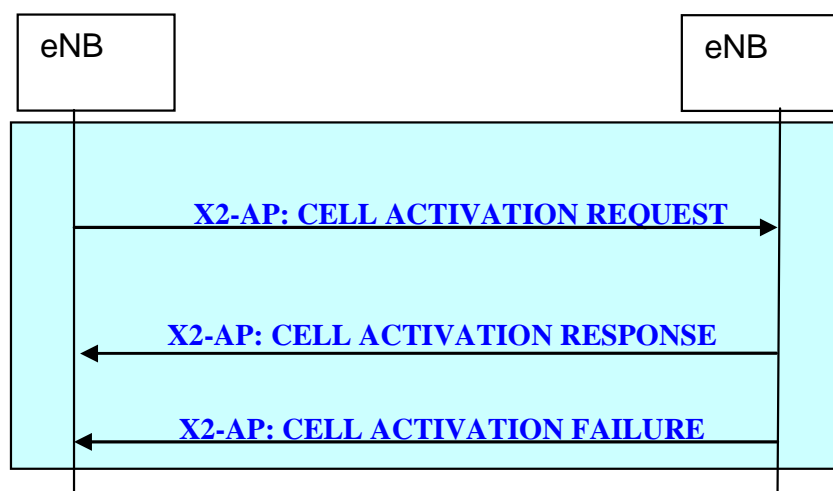 eNB
eNB
X2-AP: CELL ACTIVATION REQUEST
X2-AP: CELL ACTIVATION RESPONSE
X2-AP: CELL ACTIVATION FAILURE